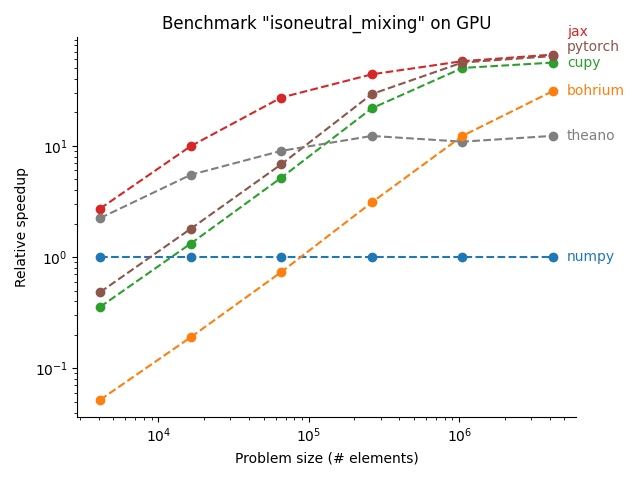 Benchmark "isoneutral_mixing" on GPU
jax
pytorch
cupy
bohrium
theano
numpy
Relative speedup
10¹
10⁰
10⁻¹
10⁴
10⁵
10⁶
Problem size (# elements)